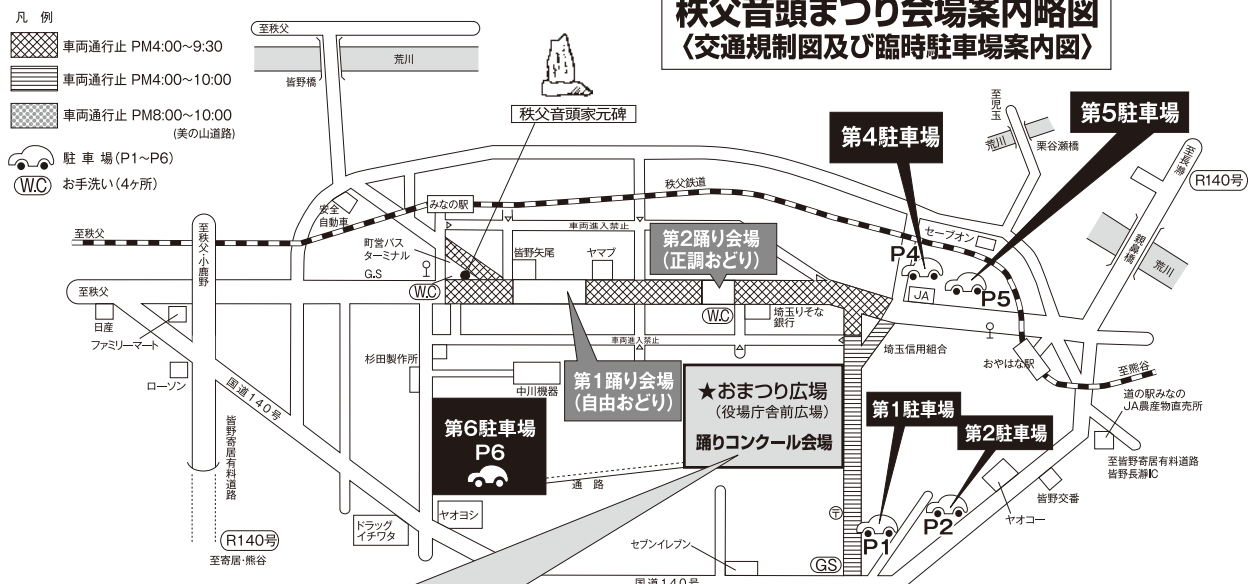 秩父音頭まつり会場案内略図
〈交通規制図及び臨時駐車場案内図〉
凡 例
車両通行止 PM4:00〜9:30
車両通行止 PM4:00〜10:00
車両通行止 PM8:00〜10:00
(美の山道路)
駐 車 場 (P1〜P6)
W.C お手洗い(4ヶ所)
至秩父
荒川
皆野橋
秩父音頭家元碑
至児玉
荒川
栗谷瀬橋
第4駐車場
第5駐車場
至長瀞
R140号
親鼻橋
荒川
安全
自動車
みなの駅
秩父鉄道
車両進入禁止
至秩父
至秩父・小鹿野
町営バス
ターミナル
G.S
皆野矢尾
ヤマブ
第2踊り会場
(正調おどり)
セーブオン
P4
P5
JA
W.C
W.C
埼玉りそな
銀行
至秩父
日産
ファミリーマート
ローソン
国道140号
杉田製作所
車両進入禁止
中川機器
第1踊り会場
(自由おどり)
埼玉信用組合
おやはな駅
至熊谷
道の駅みなの
JA農産物直売所
★おまつり広場
(役場庁舎前広場)
踊りコンクール会場
第1駐車場
第2駐車場
第6駐車場
P6
通 路
皆野寄居有料道路
至皆野寄居有料道路
皆野長瀞IC
皆野交番
ヤオコー
P1
P2
〒
GS
R140号
至寄居・熊谷
ドラッグ
イチワタ
ヤオヨシ
セブンイレブン
国道140号